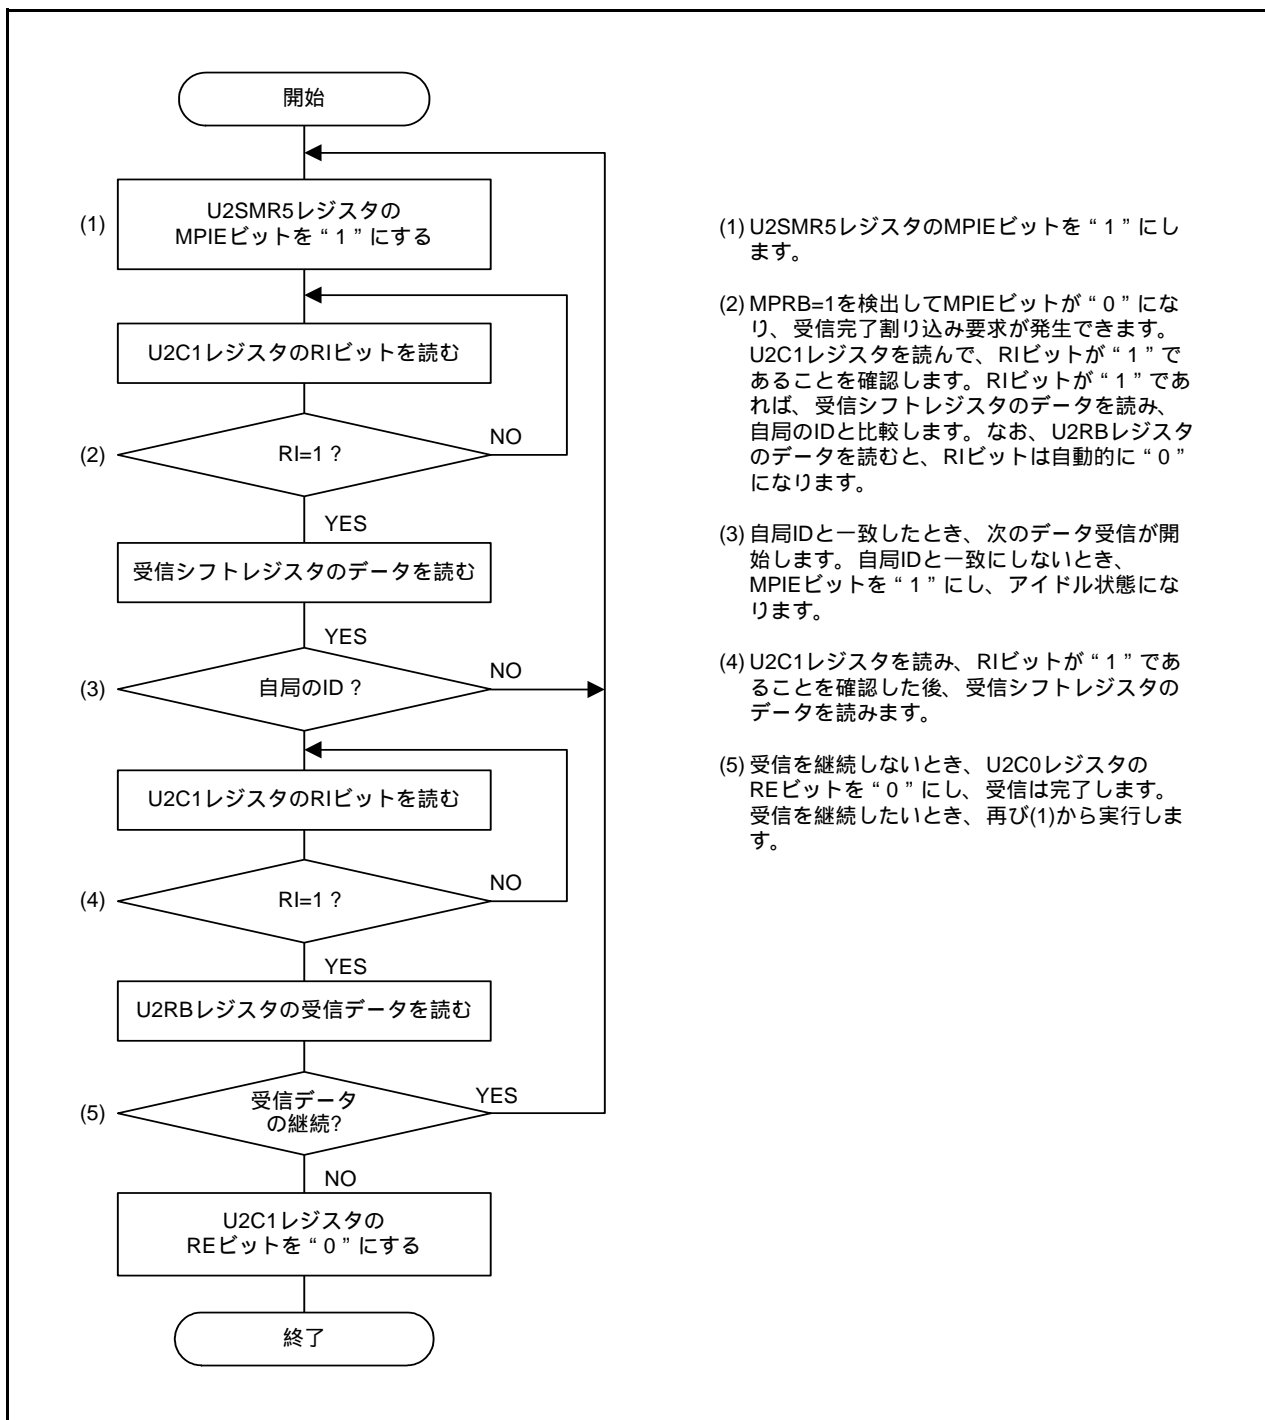 開始
(1)
U2SMR5レジスタの
MPIEビットを“1”にする
U2C1レジスタのRIビットを読む
(2)
RI=1？
NO
YES
受信シフトレジスタのデータを読む
YES
(3)
自局のID？
NO
U2C1レジスタのRIビットを読む
(4)
RI=1？
NO
YES
U2RBレジスタの受信データを読む
(5)
受信データ
の継続?
YES
NO
U2C1レジスタの
REビットを“0”にする
終了
(1) U2SMR5レジスタのMPIEビットを“1”にし
ます。
(2) MPRB=1を検出してMPIEビットが“0”にな
り、受信完了割り込み要求が発生できます。
U2C1レジスタを読んで、RIビットが“1”で
あることを確認します。RIビットが“1”であ
れば、受信シフトレジスタのデータを読み、
自局のIDと比較します。なお、U2RBレジスタ
のデータを読むと、RIビットは自動的に“0”
になります。
(3) 自局IDと一致したとき、次のデータ受信が開
始します。自局IDと一致にしないとき、
MPIEビットを“1”にし、アイドル状態にな
ります。
(4) U2C1レジスタを読み、RIビットが“1”であ
ることを確認した後、受信シフトレジスタの
データを読みます。
(5) 受信を継続しないとき、U2C0レジスタの
REビットを“0”にし、受信は完了します。
受信を継続したいとき、再び(1)から実行しま
す。